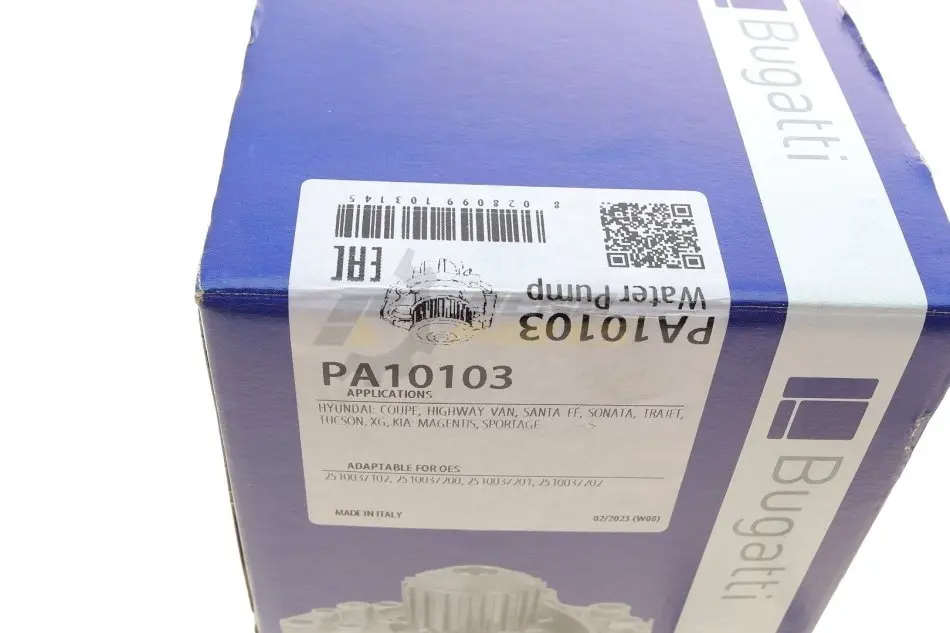 Bugatti
8 028099 103145
EAC
Water Pump
PA10103
PA10103
APPLICATIONS
HYUNDAI: COUPE, HIGHWAY VAN, SANTA FE, SONATA, TRAJET,
TUCSON, XG, KIA: MAGENTIS, SPORTAGE
ADAPTABLE FOR OES
2510037102, 2510037200, 2510037201, 2510037202
MADE IN ITALY
02/2023 (W08)
Bugatti